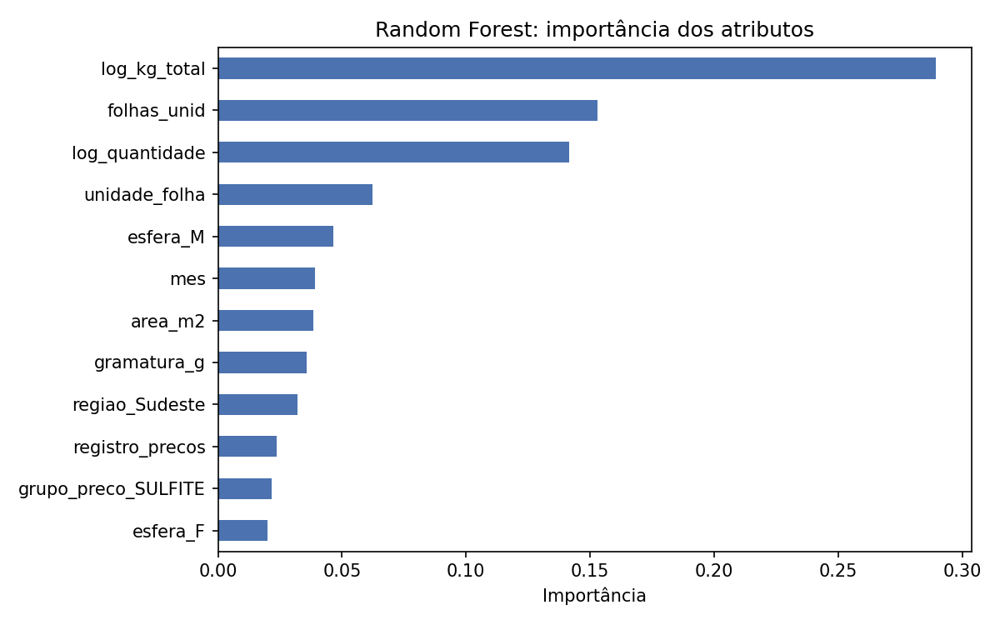 Random Forest: importância dos atributos
log_kg_total
folhas_unid
log_quantidade
unidade_folha
esfera_M
mes
area_m2
gramatura_g
regiao_Sudeste
registro_precos
grupo_preco_SULFITE
esfera_F
0.00 0.05 0.10 0.15 0.20 0.25 0.30
Importância